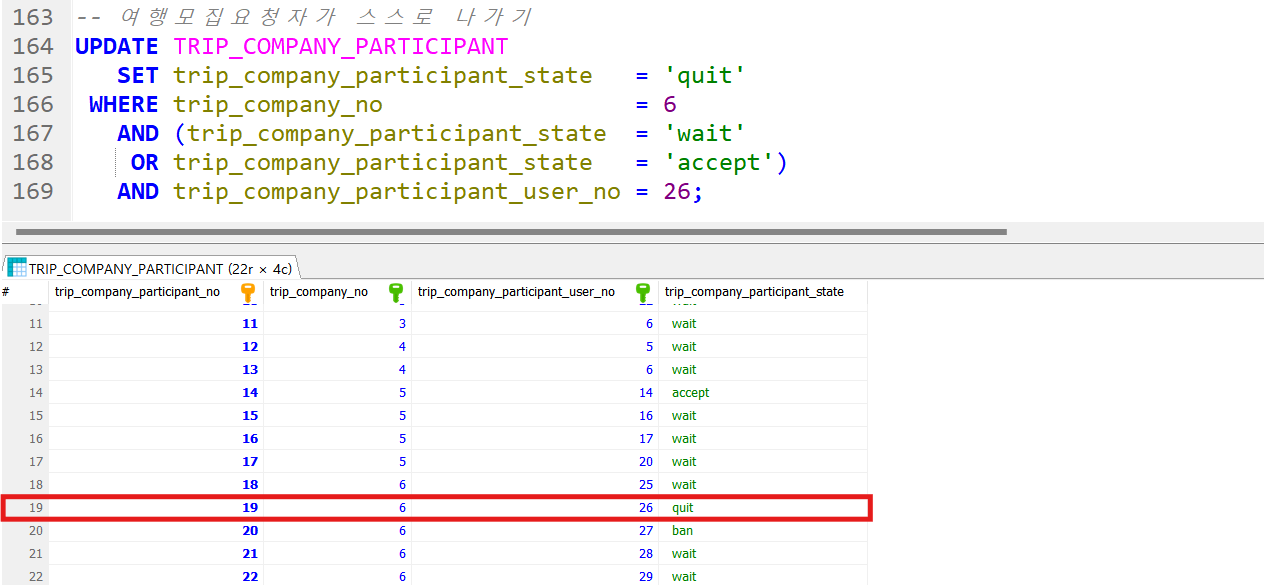 163 -- 여행모집요청자가 스스로 나가기
164 UPDATE TRIP_COMPANY_PARTICIPANT
165 SET trip_company_participant_state = 'quit'
166 WHERE trip_company_no = 6
167 AND (trip_company_participant_state = 'wait'
168 OR trip_company_participant_state = 'accept')
169 AND trip_company_participant_user_no = 26;
TRIP_COMPANY_PARTICIPANT (22r × 4c)
# trip_company_participant_no trip_company_no trip_company_participant_user_no trip_company_participant_state
11 11 3 6 wait
12 12 4 5 wait
13 13 4 6 wait
14 14 5 14 accept
15 15 5 16 wait
16 16 5 17 wait
17 17 5 20 wait
18 18 6 25 wait
19 19 6 26 quit
20 20 6 27 ban
21 21 6 28 wait
22 22 6 29 wait